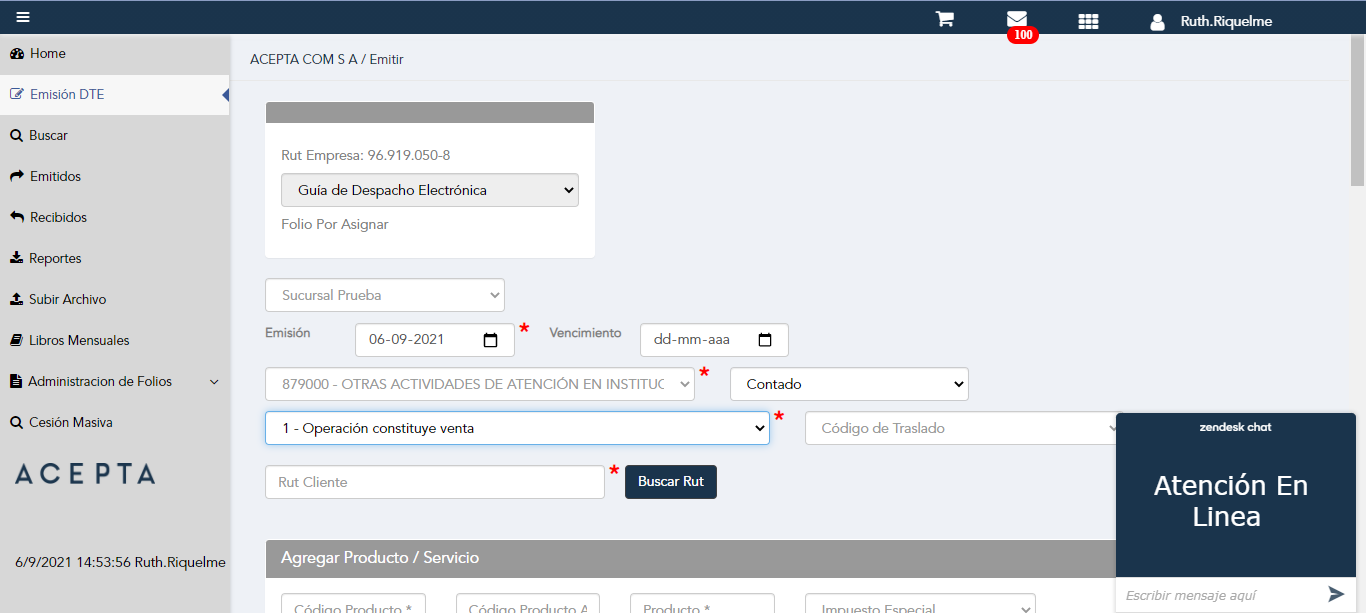 100
Ruth.Riquelme
Home
Emisión DTE
Buscar
Emitidos
Recibidos
Reportes
Subir Archivo
Libros Mensuales
Administracion de Folios
Cesión Masiva
ACEPTA
6/9/2021 14:53:56 Ruth.Riquelme
ACEPTA COM S A / Emitir
Rut Empresa: 96.919.050-8
Guía de Despacho Electrónica
Folio Por Asignar
Sucursal Prueba
Emisión 06-09-2021 * Vencimiento dd-mm-aaa
879000 - OTRAS ACTIVIDADES DE ATENCIÓN EN INSTITUC * Contado
1 - Operación constituye venta * Código de Traslado
Rut Cliente * Buscar Rut
Agregar Producto / Servicio
Código Producto * Código Producto A Producto * Impuesto Especial
zendesk chat
Atención En
Linea
Escribir mensaje aquí